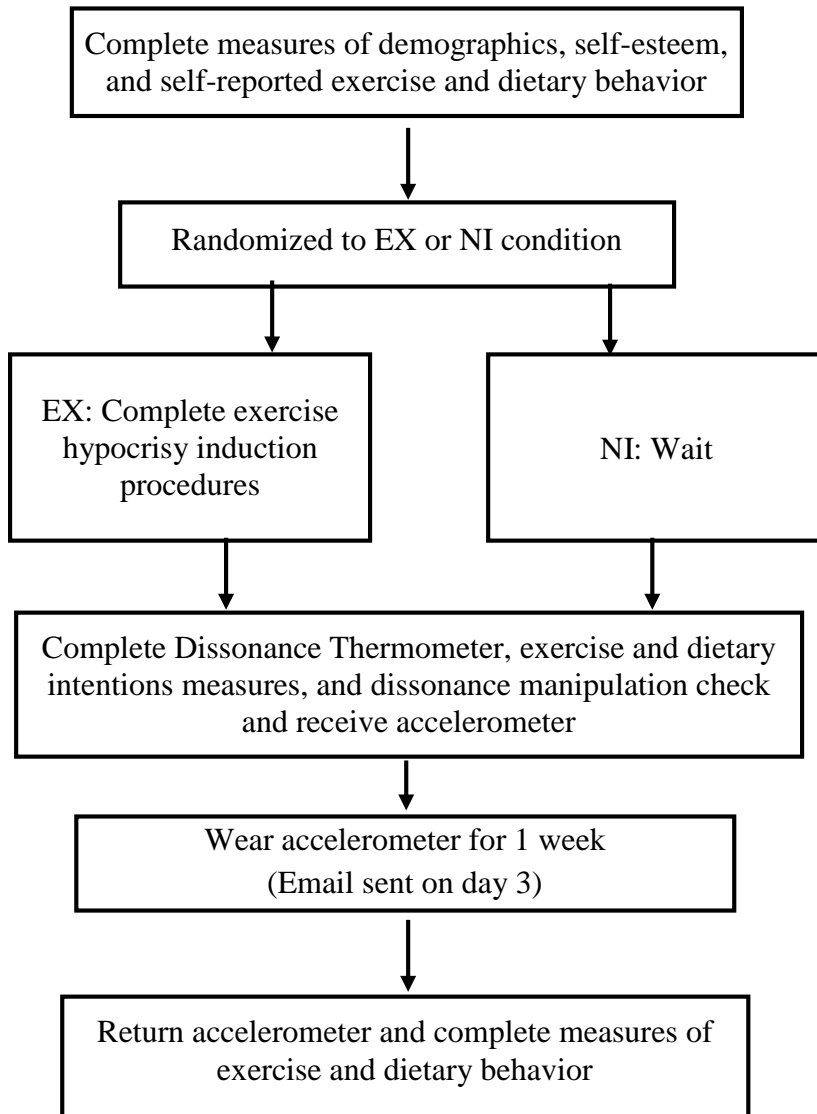 Complete measures of demographics, self-esteem,
and self-reported exercise and dietary behavior
Randomized to EX or NI condition
EX: Complete exercise
hypocrisy induction
procedures
NI: Wait
Complete Dissonance Thermometer, exercise and dietary
intentions measures, and dissonance manipulation check
and receive accelerometer
Wear accelerometer for 1 week
(Email sent on day 3)
Return accelerometer and complete measures of
exercise and dietary behavior